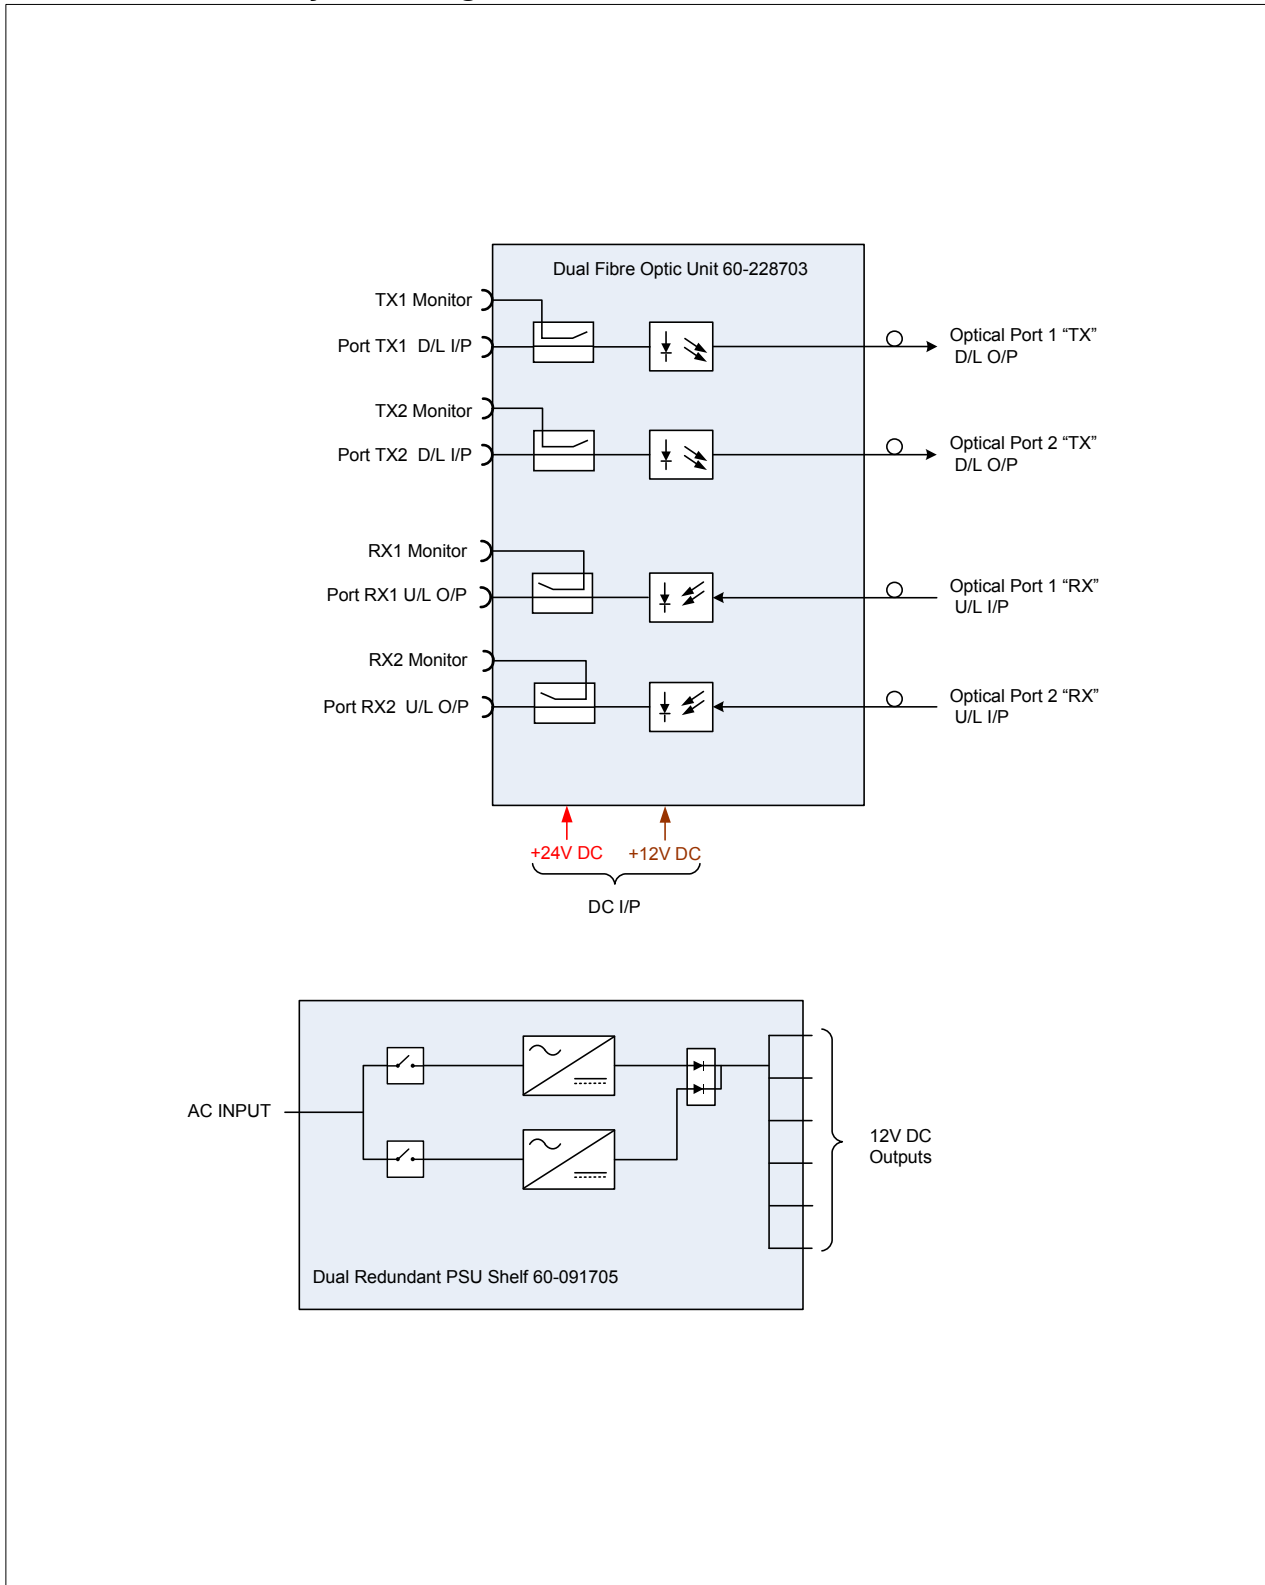 Dual Fibre Optic Unit 60-228703
TX1 Monitor
Port TX1 D/L I/P
Optical Port 1 “TX”
D/L O/P
TX2 Monitor
Port TX2 D/L I/P
Optical Port 2 “TX”
D/L O/P
RX1 Monitor
Port RX1 U/L O/P
Optical Port 1 “RX”
U/L I/P
RX2 Monitor
Port RX2 U/L O/P
Optical Port 2 “RX”
U/L I/P
+24V DC +12V DC
DC I/P
AC INPUT
12V DC
Outputs
Dual Redundant PSU Shelf 60-091705